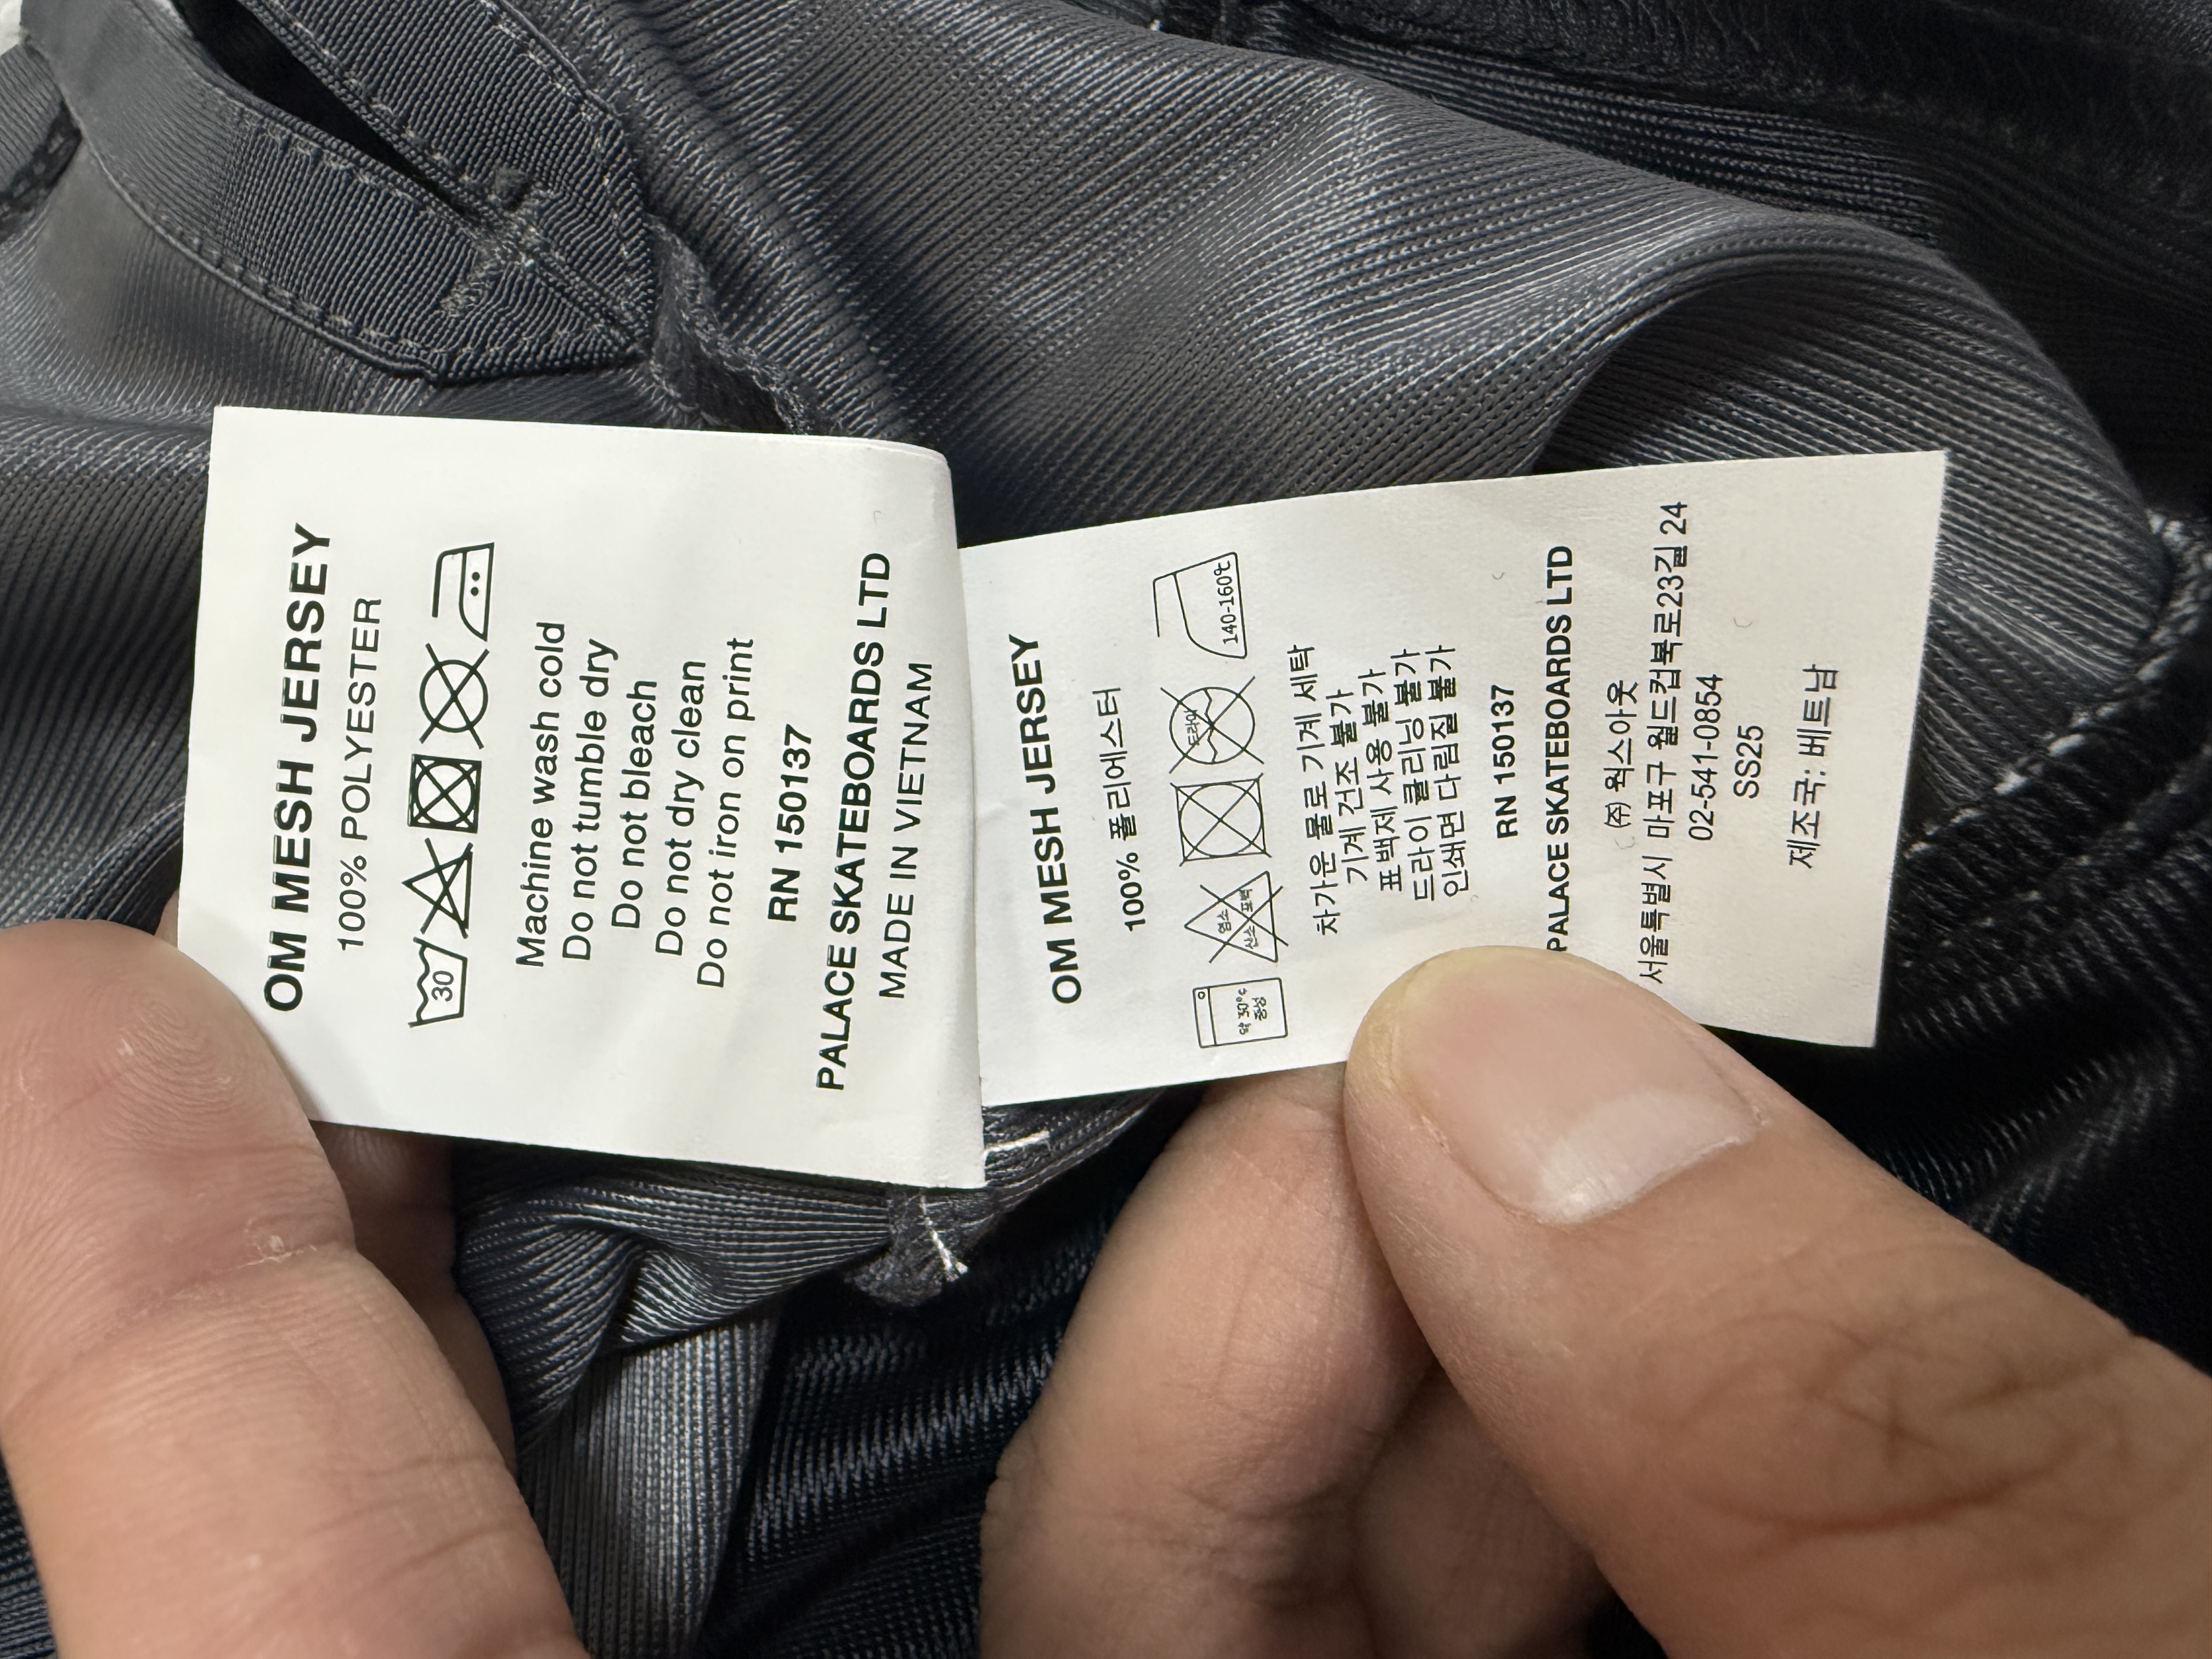 OM MESH JERSEY
100% POLYESTER
30
Machine wash cold
Do not tumble dry
Do not bleach
Do not dry clean
Do not iron on print
RN 150137
PALACE SKATEBOARDS LTD
MADE IN VIETNAM
OM MESH JERSEY
100% 폴리에스터
약 30°c
중성
염소
산소 표백
드라이
140-160℃
차가운 물로 기계 세탁
기계 건조 불가
표백제 사용 불가
드라이 클리닝 불가
인쇄면 다림질 불가
RN 150137
PALACE SKATEBOARDS LTD
(주) 웍스아웃
서울특별시 마포구 월드컵북로23길 24
02-541-0854
SS25
제조국: 베트남